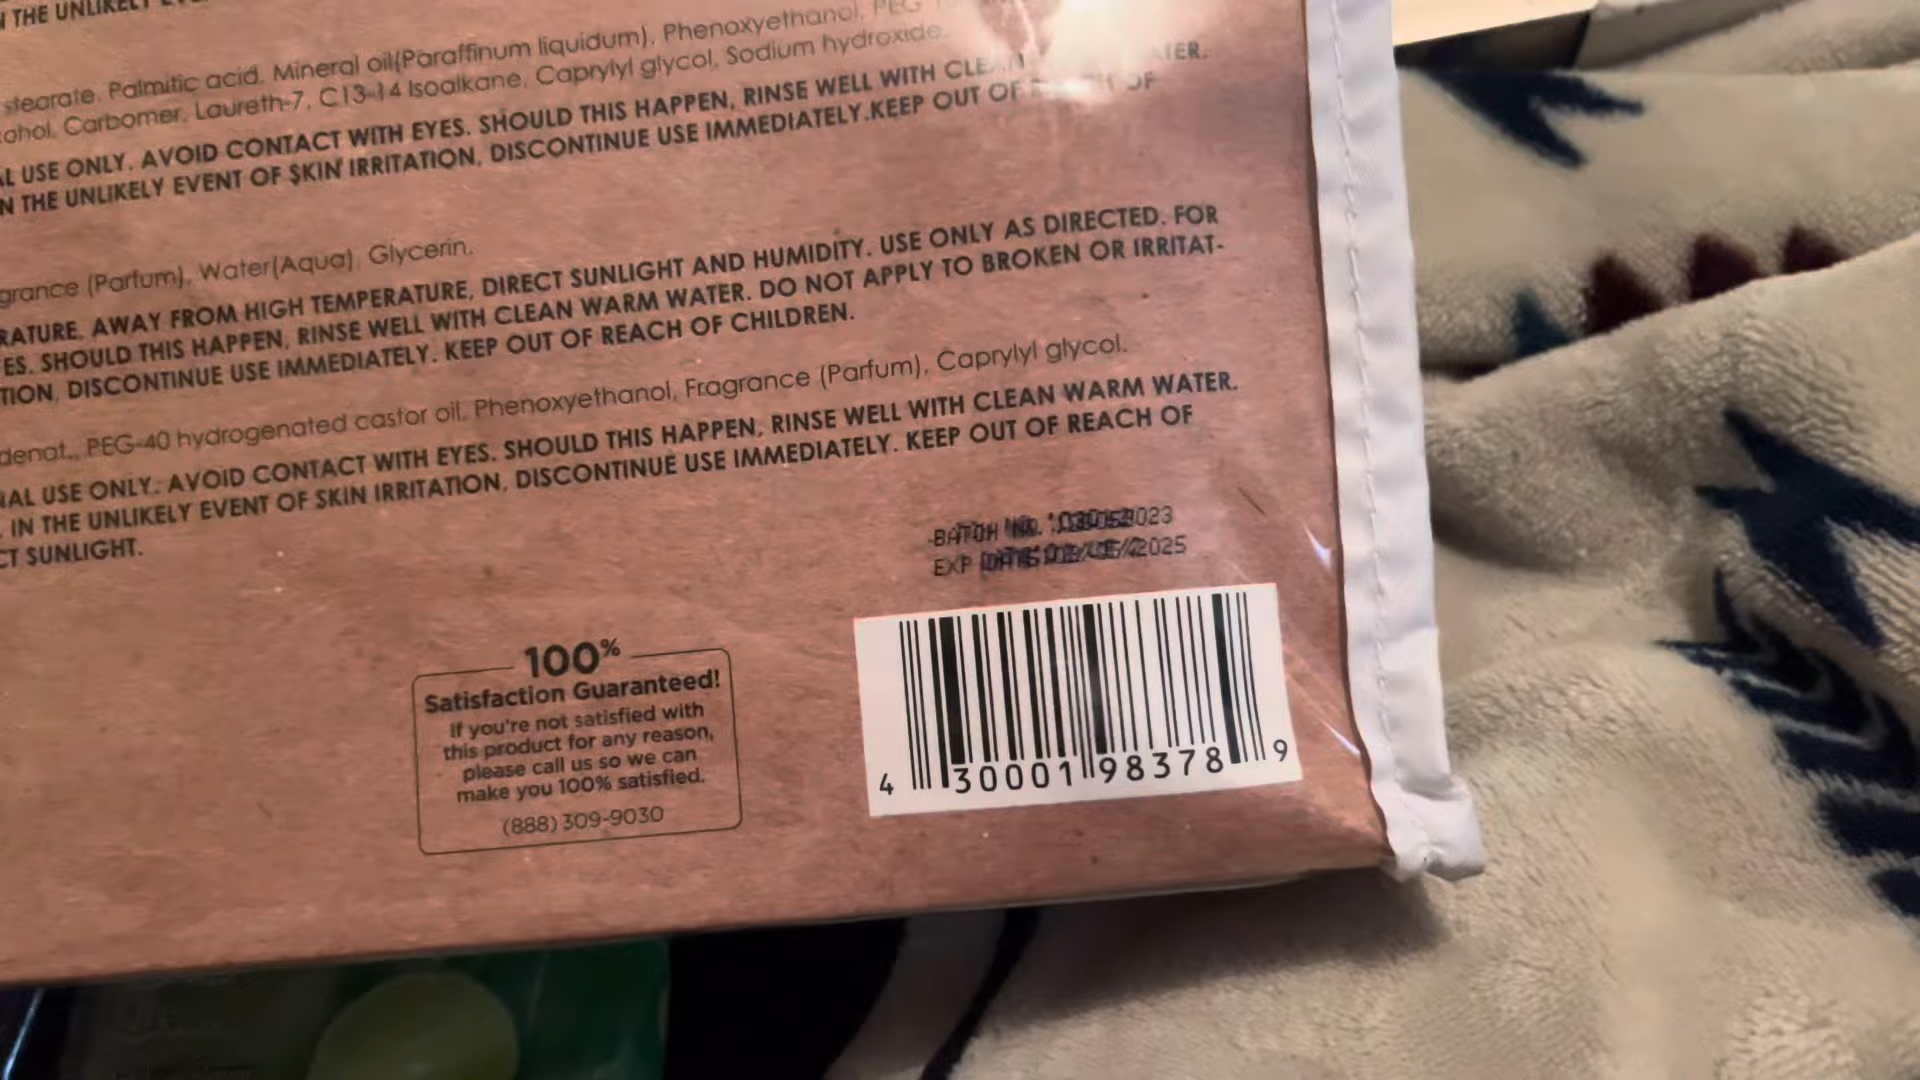 N THE UNLIKELY
stearate, Palmitic acid, Mineral oil(Paraffinum liquidum), Phenoxyethanol, PEG
ohol, Carbomer, Laureth-7, C13-14 Isoalkane, Caprylyl glycol, Sodium hydroxide,
L USE ONLY. AVOID CONTACT WITH EYES. SHOULD THIS HAPPEN, RINSE WELL WITH
N THE UNLIKELY EVENT OF SKIN IRRITATION, DISCONTINUE USE IMMEDIATELY.KEEP OUT OF
grance (Parfum), Water(Aqua), Glycerin.
RATURE, AWAY FROM HIGH TEMPERATURE, DIRECT SUNLIGHT AND HUMIDITY. USE ONLY AS DIRECTED. FOR
ES. SHOULD THIS HAPPEN, RINSE WELL WITH CLEAN WARM WATER. DO NOT APPLY TO BROKEN OR IRRITAT-
TION, DISCONTINUE USE IMMEDIATELY. KEEP OUT OF REACH OF CHILDREN.
denat., PEG-40 hydrogenated castor oil, Phenoxyethanol, Fragrance (Parfum), Caprylyl glycol.
AL USE ONLY. AVOID CONTACT WITH EYES. SHOULD THIS HAPPEN, RINSE WELL WITH CLEAN WARM WATER.
. IN THE UNLIKELY EVENT OF SKIN IRRITATION, DISCONTINUE USE IMMEDIATELY. KEEP OUT OF REACH OF
CT SUNLIGHT.
BATCH NO.
EXP
100%
Satisfaction Guaranteed!
If you're not satisfied with
this product for any reason,
please call us so we can
make you 100% satisfied.
(888) 309-9030
4 30001 98378 9